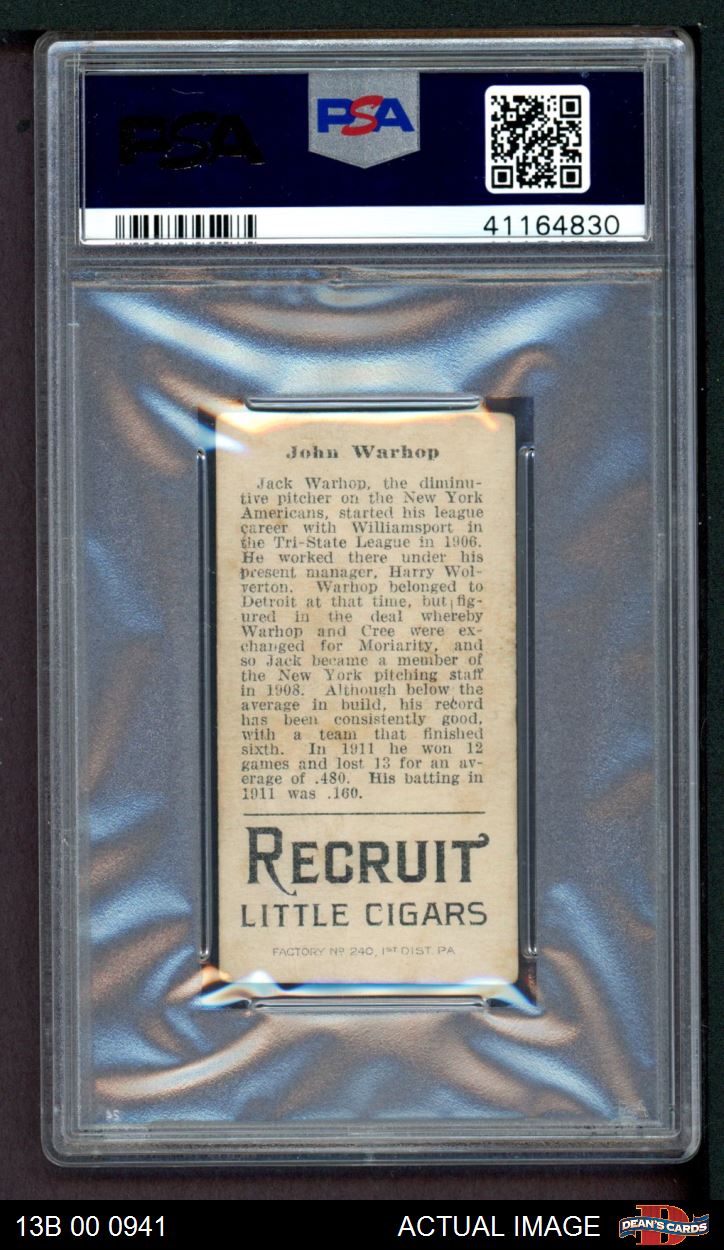 PSA
PSA
41164830
John Warhop
Jack Warhop, the diminu-
tive pitcher on the New York
Americans, started his league
career with Williamsport in
the Tri-State League in 1906.
He worked there under his
present manager, Harry Wol-
verton. Warhop belonged to
Detroit at that time, but fig-
ured in the deal whereby
Warhop and Cree were ex-
changed for Moriarity, and
so Jack became a member of
the New York pitching staff
in 1908. Although below the
average in build, his record
has been consistently good,
with a team that finished
sixth. In 1911 he won 12
games and lost 13 for an av-
erage of .480. His batting in
1911 was .160.
RECRUIT
LITTLE CIGARS
FACTORY Nº 240, 1ST DIST. PA
24
13B 00 0941
ACTUAL IMAGE
DEAN'S CARDS